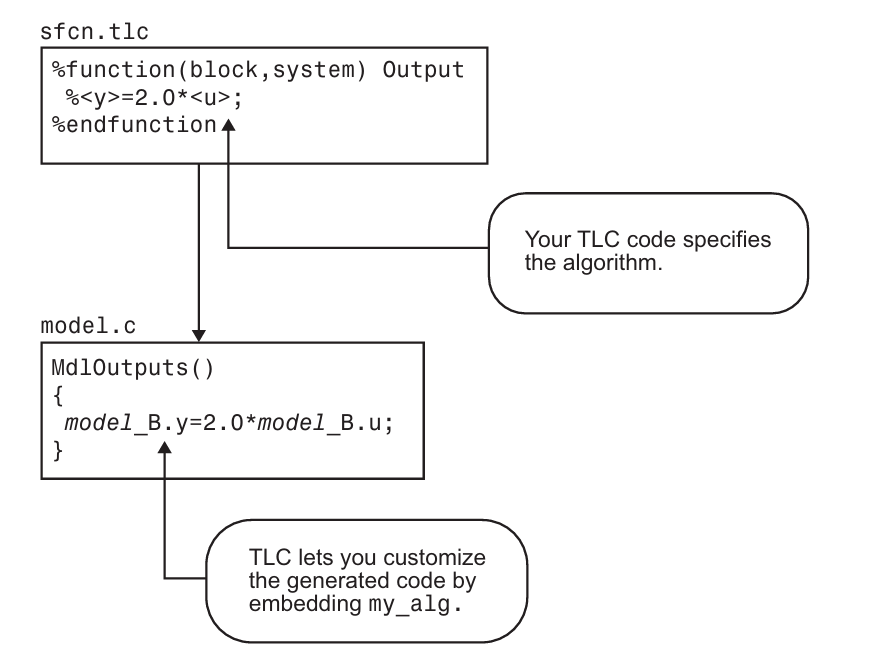 sfcn.tlc
%function(block,system) Output
%<y>=2.0*<u>;
%endfunction
Your TLC code specifies
the algorithm.
model.c
MdlOutputs()
{
model_B.y=2.0*model_B.u;
}
TLC lets you customize
the generated code by
embedding my_alg.